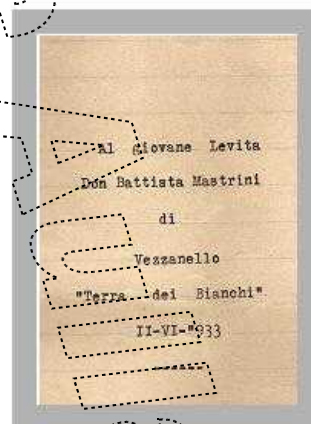 Al giovane Levita
Don Battista Mastrini
di
Vezzanello
"Terra dei Bianchi"
II-VI-"933